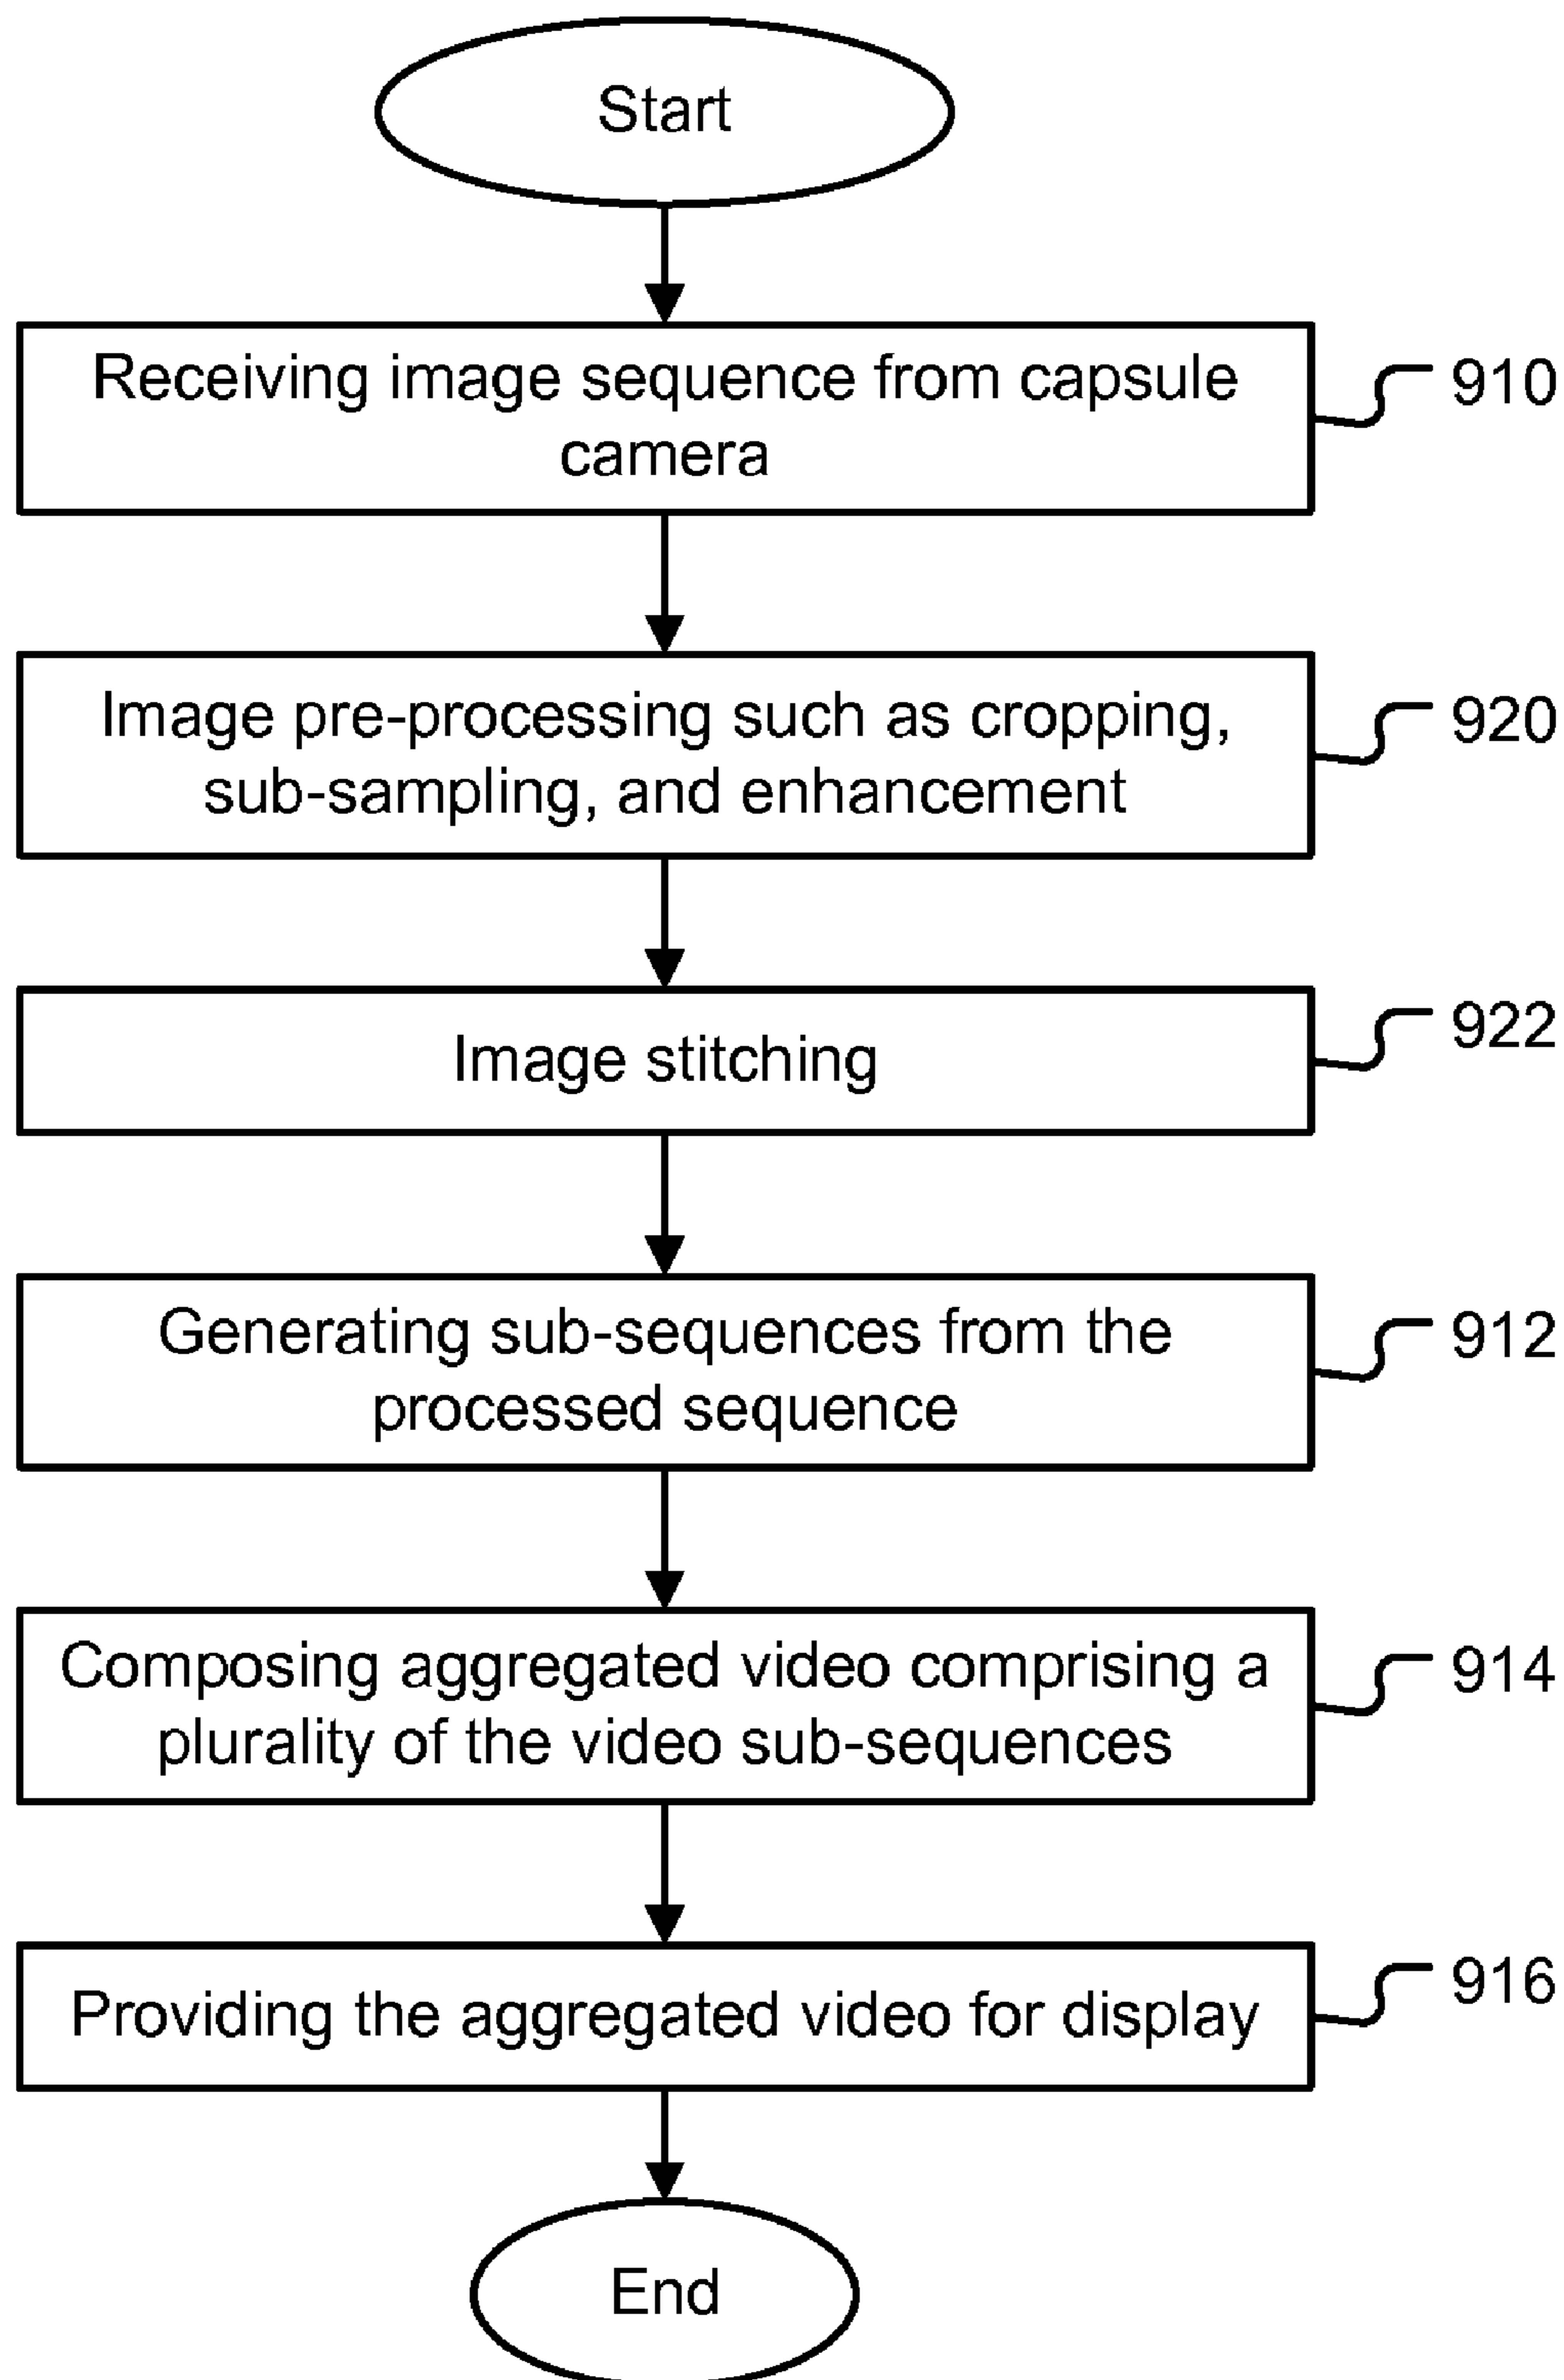 Start
Receiving image sequence from capsule
camera
910
Image pre-processing such as cropping,
sub-sampling, and enhancement
920
Image stitching
922
Generating sub-sequences from the
processed sequence
912
Composing aggregated video comprising a
plurality of the video sub-sequences
914
Providing the aggregated video for display
916
End